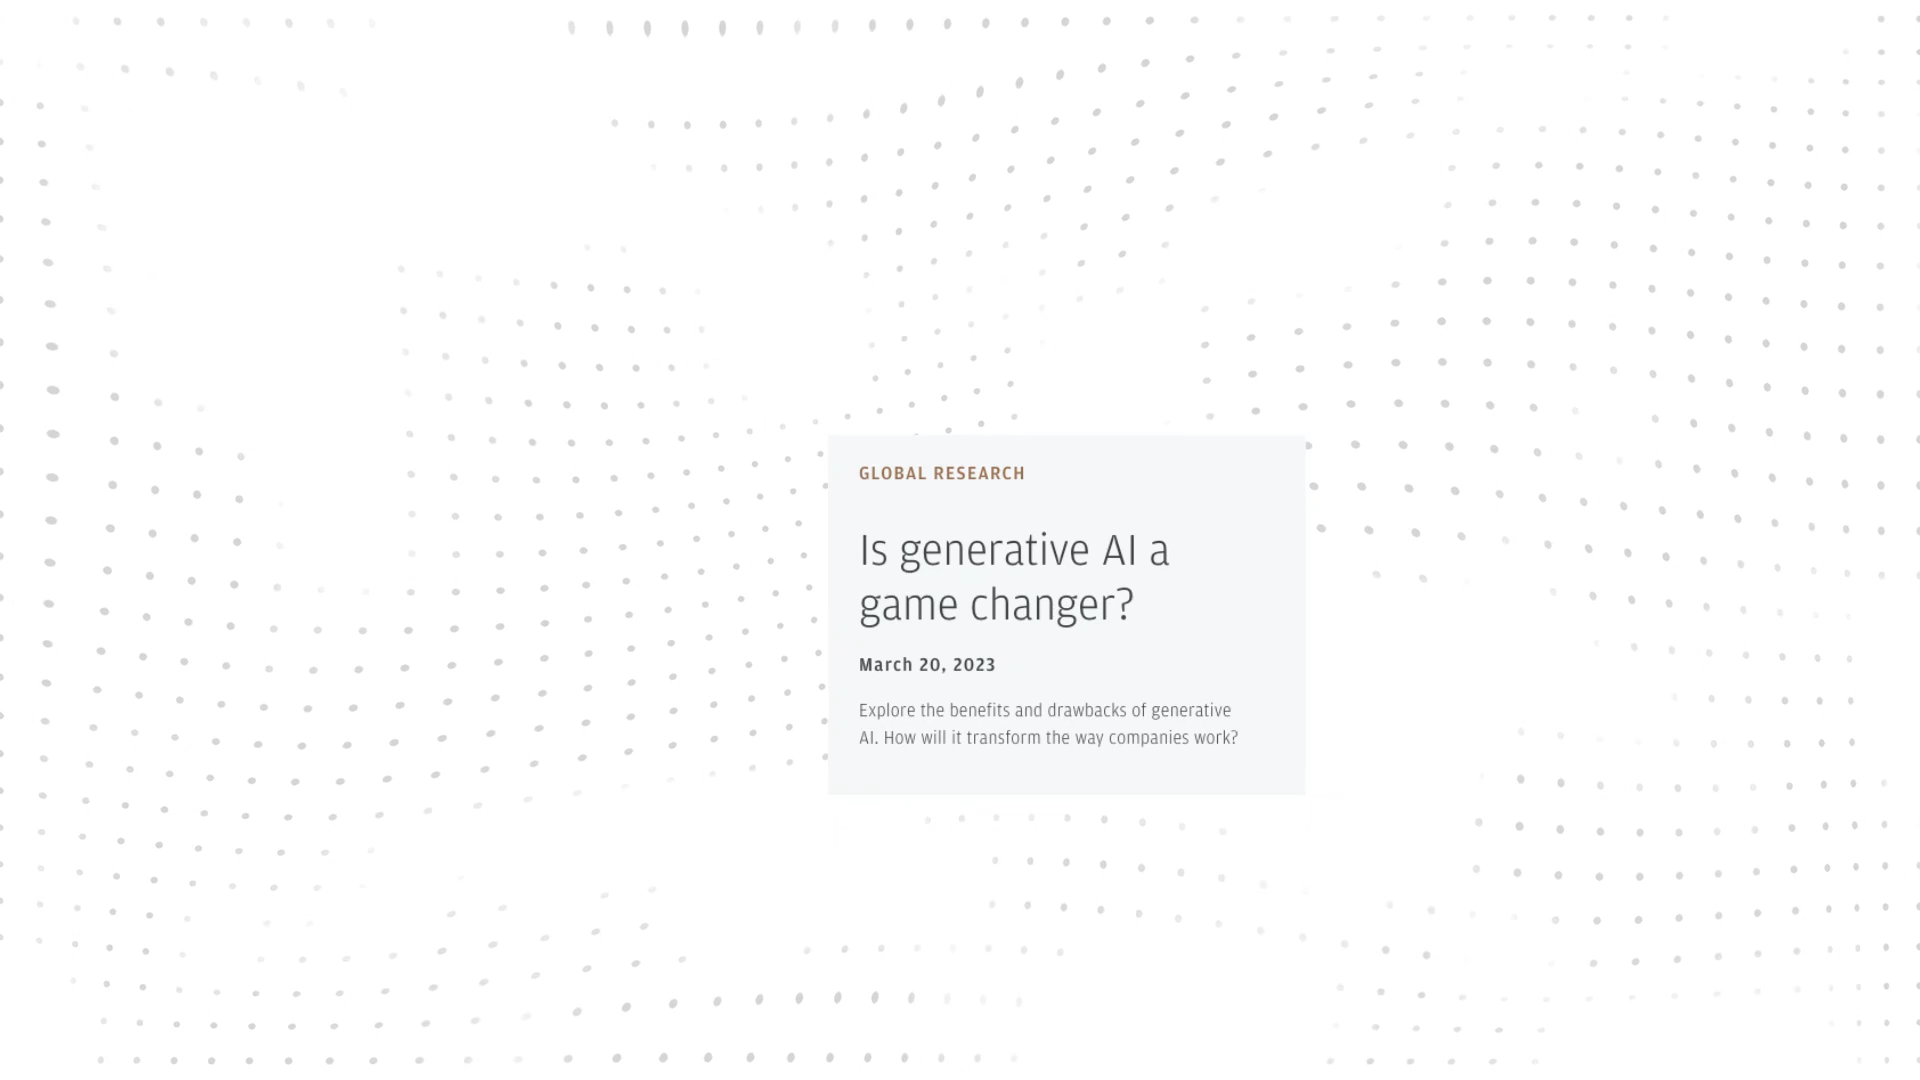 GLOBAL RESEARCH
Is generative AI a
game changer?
March 20, 2023
Explore the benefits and drawbacks of generative
AI. How will it transform the way companies work?